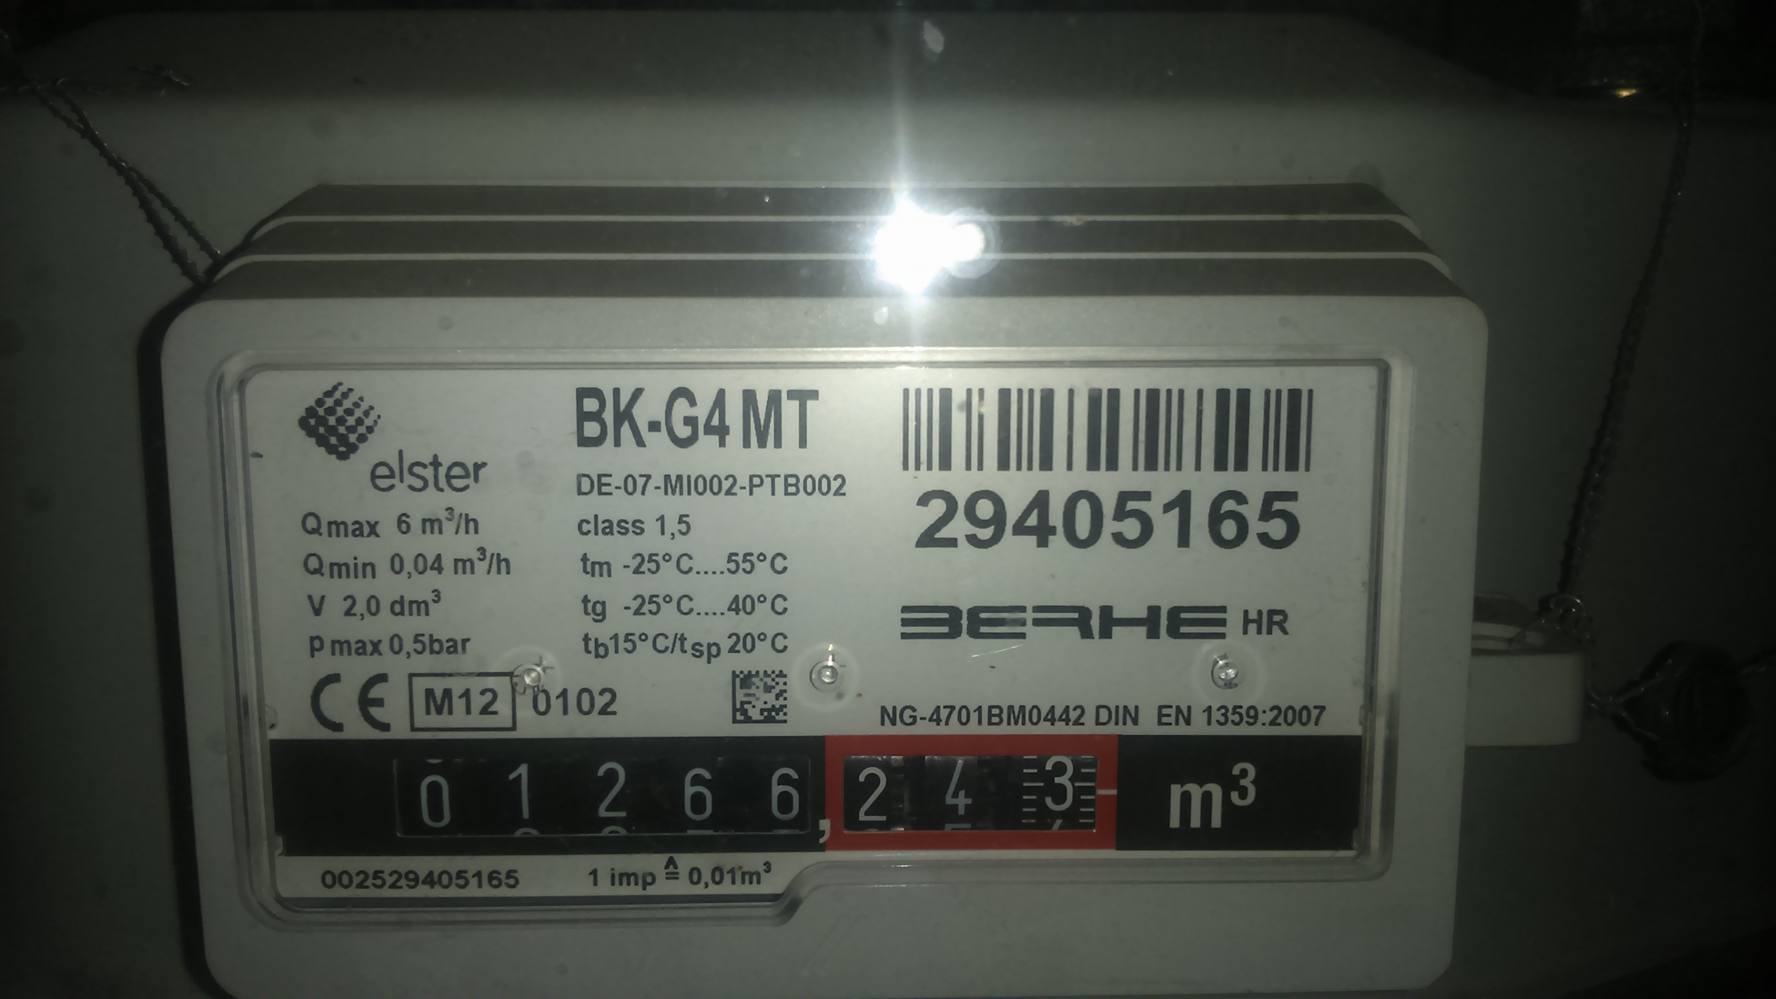 elster
BK-G4 MT
DE-07-MI002-PTB002
29405165
Qmax 6 m³/h
class 1,5
Qmin 0,04 m³/h
tm -25°C....55°C
V 2,0 dm³
tg -25°C....40°C
BERHE HR
pmax 0,5bar
tb15°C/tsp 20°C
CE M12 0102
NG-4701BM0442 DIN EN 1359:2007
01266,243 m³
002529405165
1 imp ≙ 0,01m³